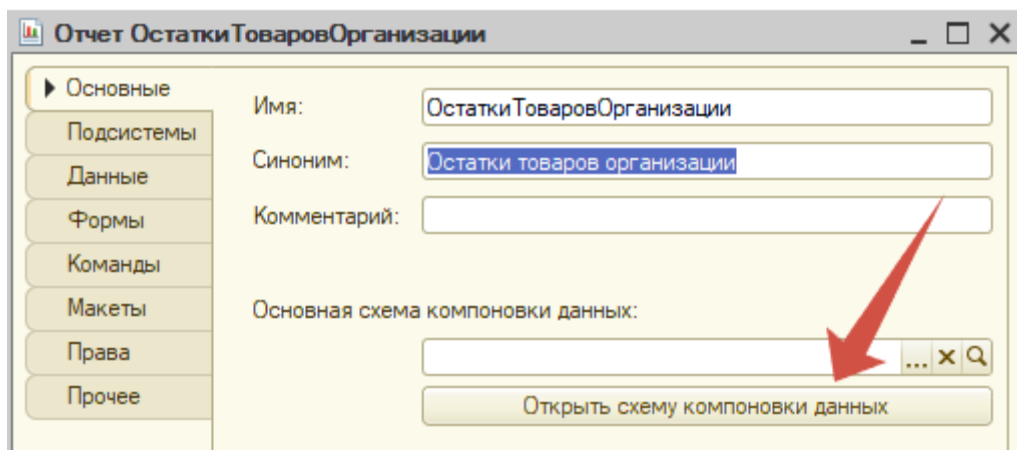 Отчет ОстаткиТоваровОрганизации
Основные
Подсистемы
Данные
Формы
Команды
Макеты
Права
Прочее
Имя: ОстаткиТоваровОрганизации
Синоним: Остатки товаров организации
Комментарий:
Основная схема компоновки данных:
...
Открыть схему компоновки данных